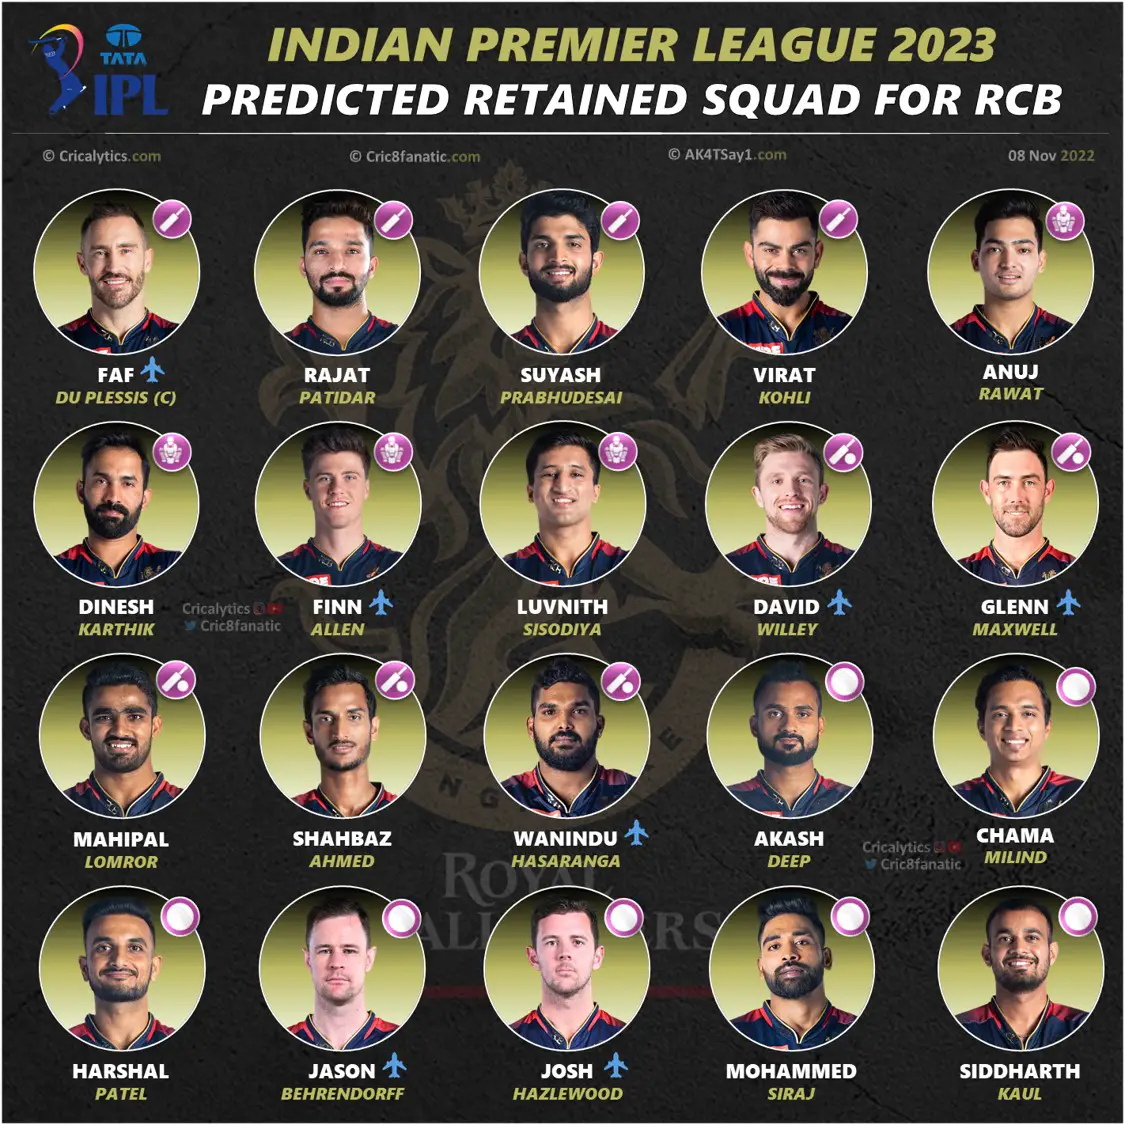 TATA
IPL
INDIAN PREMIER LEAGUE 2023
PREDICTED RETAINED SQUAD FOR RCB
© Cricalytics.com © Cric8fanatic.com © AK4TSay1.com 08 Nov 2022
FAF RAJAT SUYASH VIRAT ANUJ
DU PLESSIS (C) PATIDAR PRABHUDESAI KOHLI RAWAT
DINESH FINN LUVNITH DAVID GLENN
KARTHIK ALLEN SISODIYA WILLEY MAXWELL
Cricalytics
Cric8fanatic
MAHIPAL SHAHBAZ WANINDU AKASH CHAMA
LOMROR AHMED HASARANGA DEEP MILIND
Cricalytics
Cric8fanatic
ROYAL
HARSHAL JASON JOSH MOHAMMED SIDDHARTH
PATEL BEHRENDORFF HAZLEWOOD SIRAJ KAUL